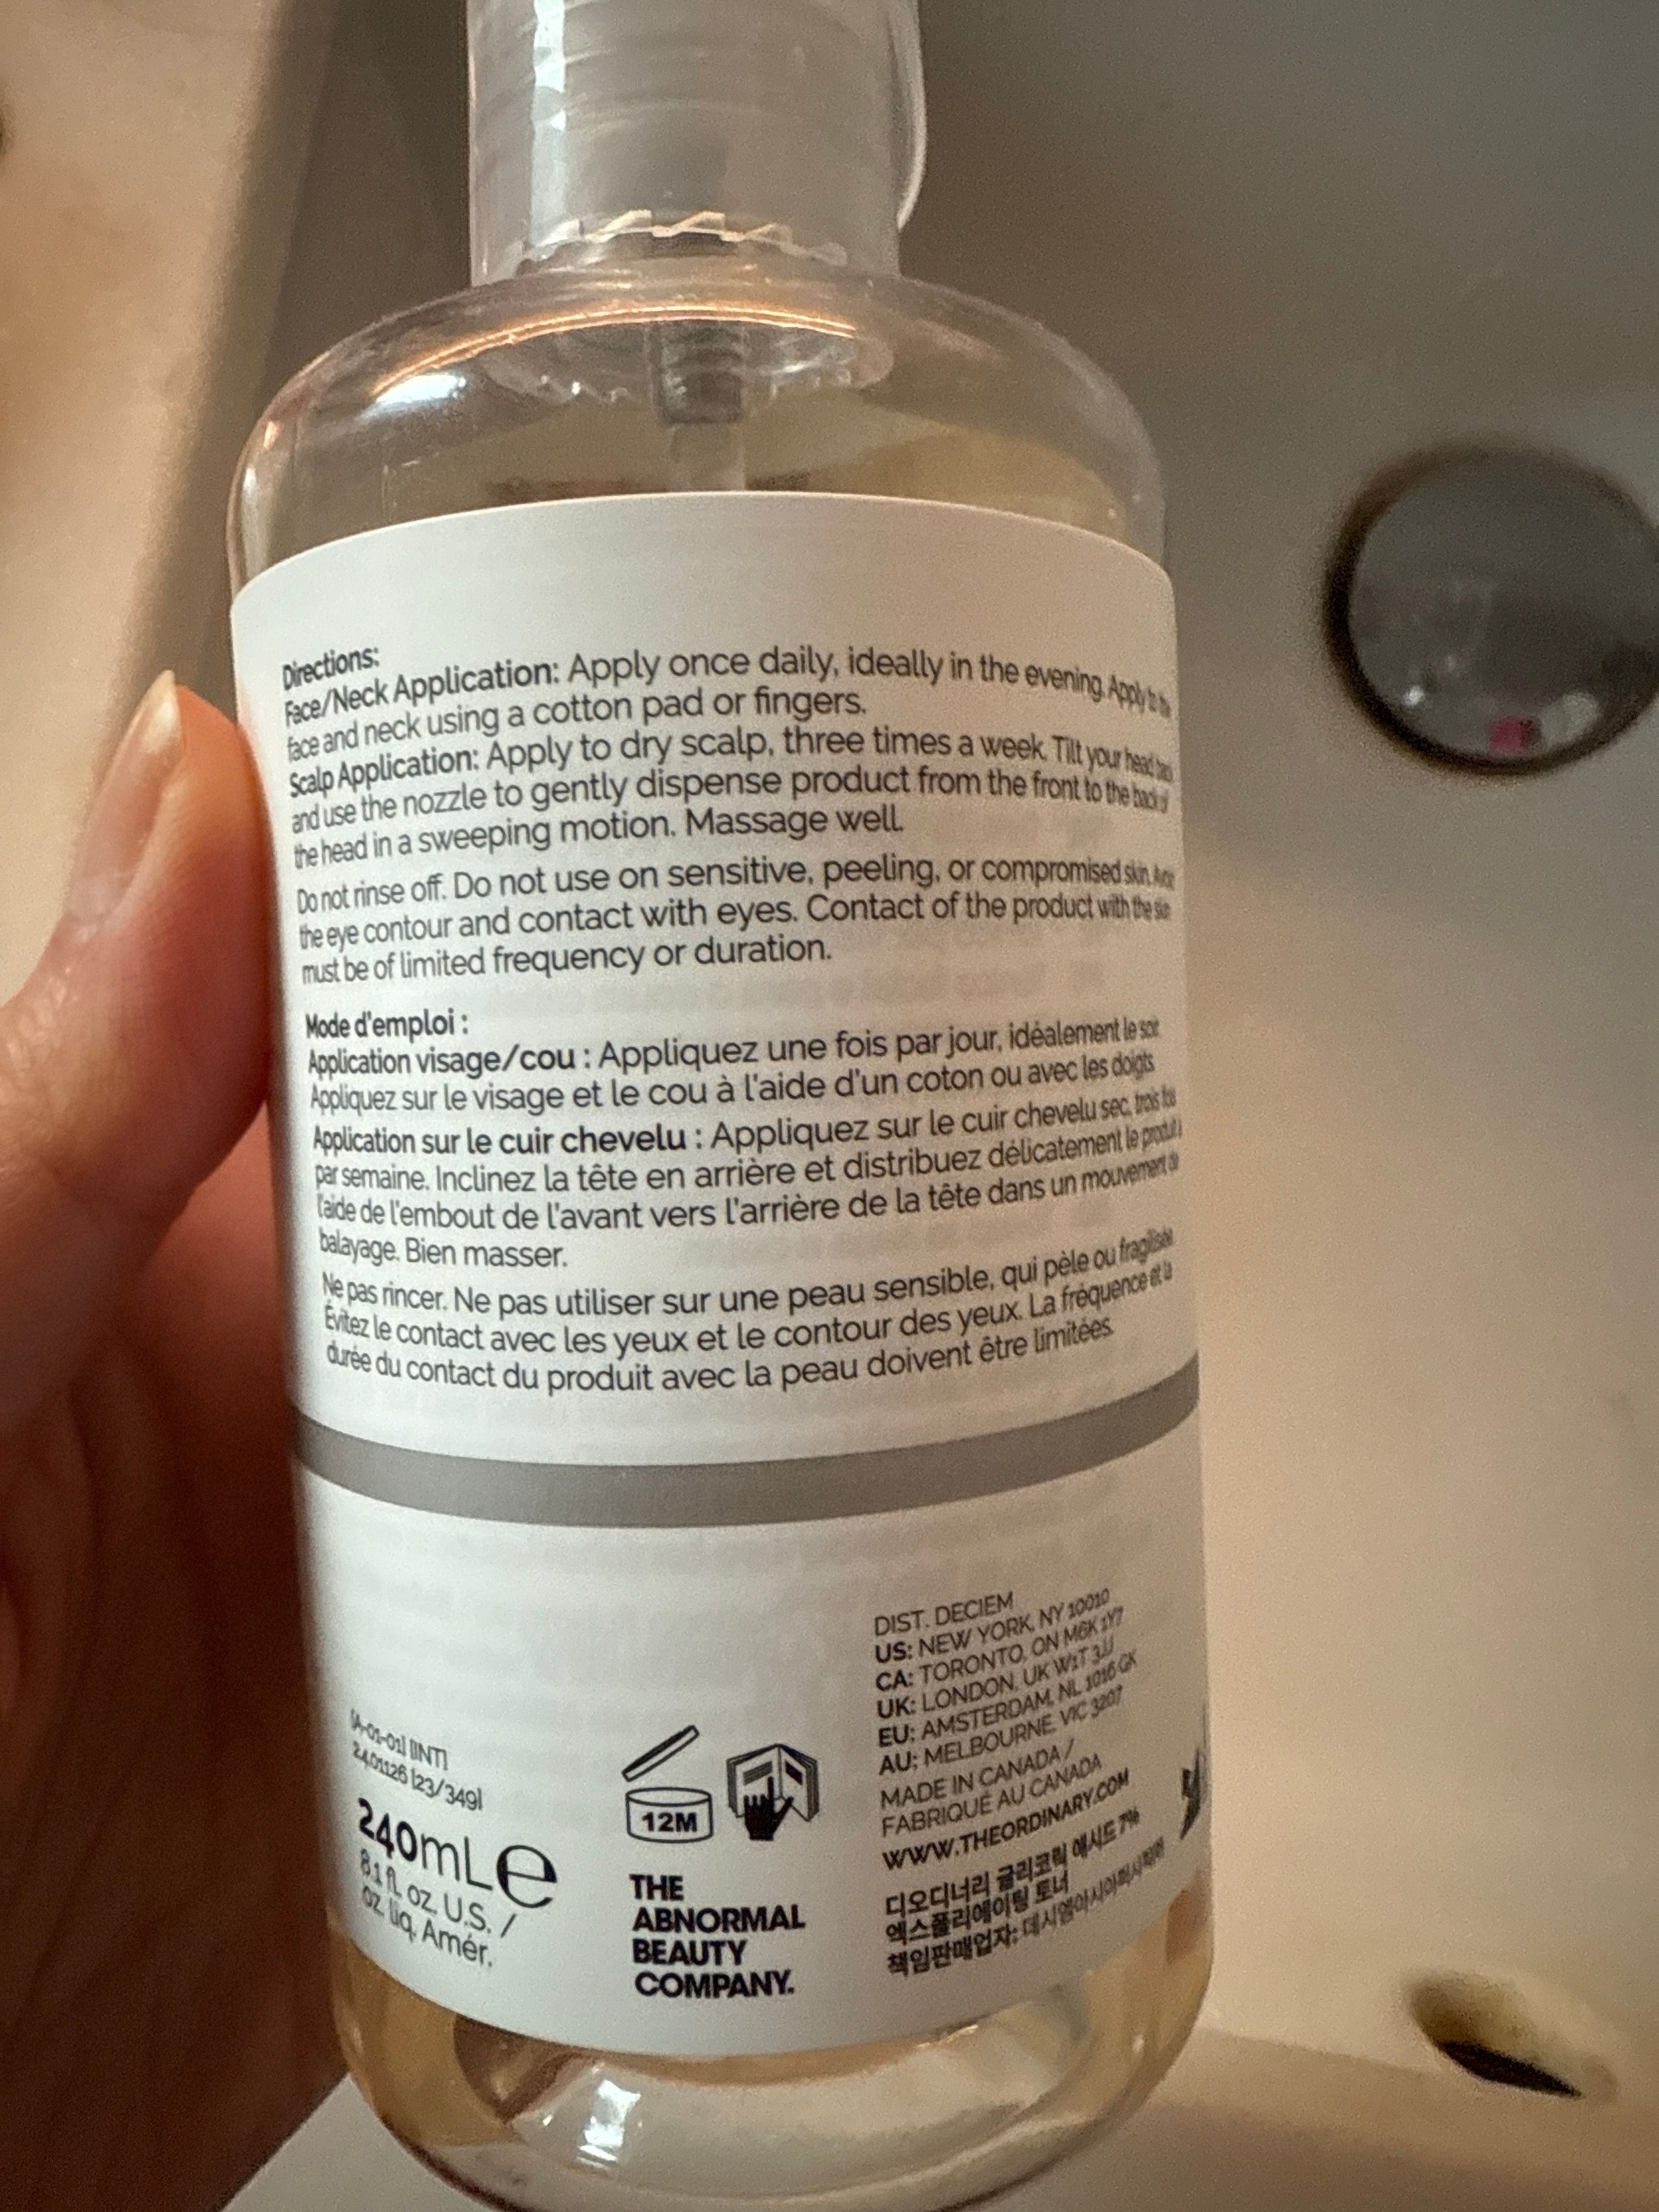 Directions:
Face/Neck Application: Apply once daily, ideally in the evening. Apply to the
face and neck using a cotton pad or fingers.
Scalp Application: Apply to dry scalp, three times a week. Tilt your head back
and use the nozzle to gently dispense product from the front to the back of
the head in a sweeping motion. Massage well.
Do not rinse off. Do not use on sensitive, peeling, or compromised skin. Avoid
the eye contour and contact with eyes. Contact of the product with the skin
must be of limited frequency or duration.
Mode d'emploi :
Application visage/cou : Appliquez une fois par jour, idéalement le soir.
Appliquez sur le visage et le cou à l'aide d'un coton ou avec les doigts.
Application sur le cuir chevelu : Appliquez sur le cuir chevelu sec, trois fois
par semaine. Inclinez la tête en arrière et distribuez délicatement le produit à
l'aide de l'embout de l'avant vers l'arrière de la tête dans un mouvement de
balayage. Bien masser.
Ne pas rincer. Ne pas utiliser sur une peau sensible, qui pèle ou fragilisée.
Évitez le contact avec les yeux et le contour des yeux. La fréquence et la
durée du contact du produit avec la peau doivent être limitées.
[A-01-01] [INT]
2401126 [23/349]
240mL e
8.1 fl. oz. U.S. /
oz. liq. Amér.
12M
THE
ABNORMAL
BEAUTY
COMPANY.
DIST. DECIEM
US: NEW YORK, NY 10010
CA: TORONTO, ON M6K 1Y7
UK: LONDON, UK W1T 3JJ
EU: AMSTERDAM, NL 1016 GK
AU: MELBOURNE, VIC 3207
MADE IN CANADA /
FABRIQUÉ AU CANADA
WWW.THEORDINARY.COM
디오디너리 글리코릭 애시드 7%
엑스폴리에이팅 토너
책임판매업자: 데시엠아시아퍼시픽㈜